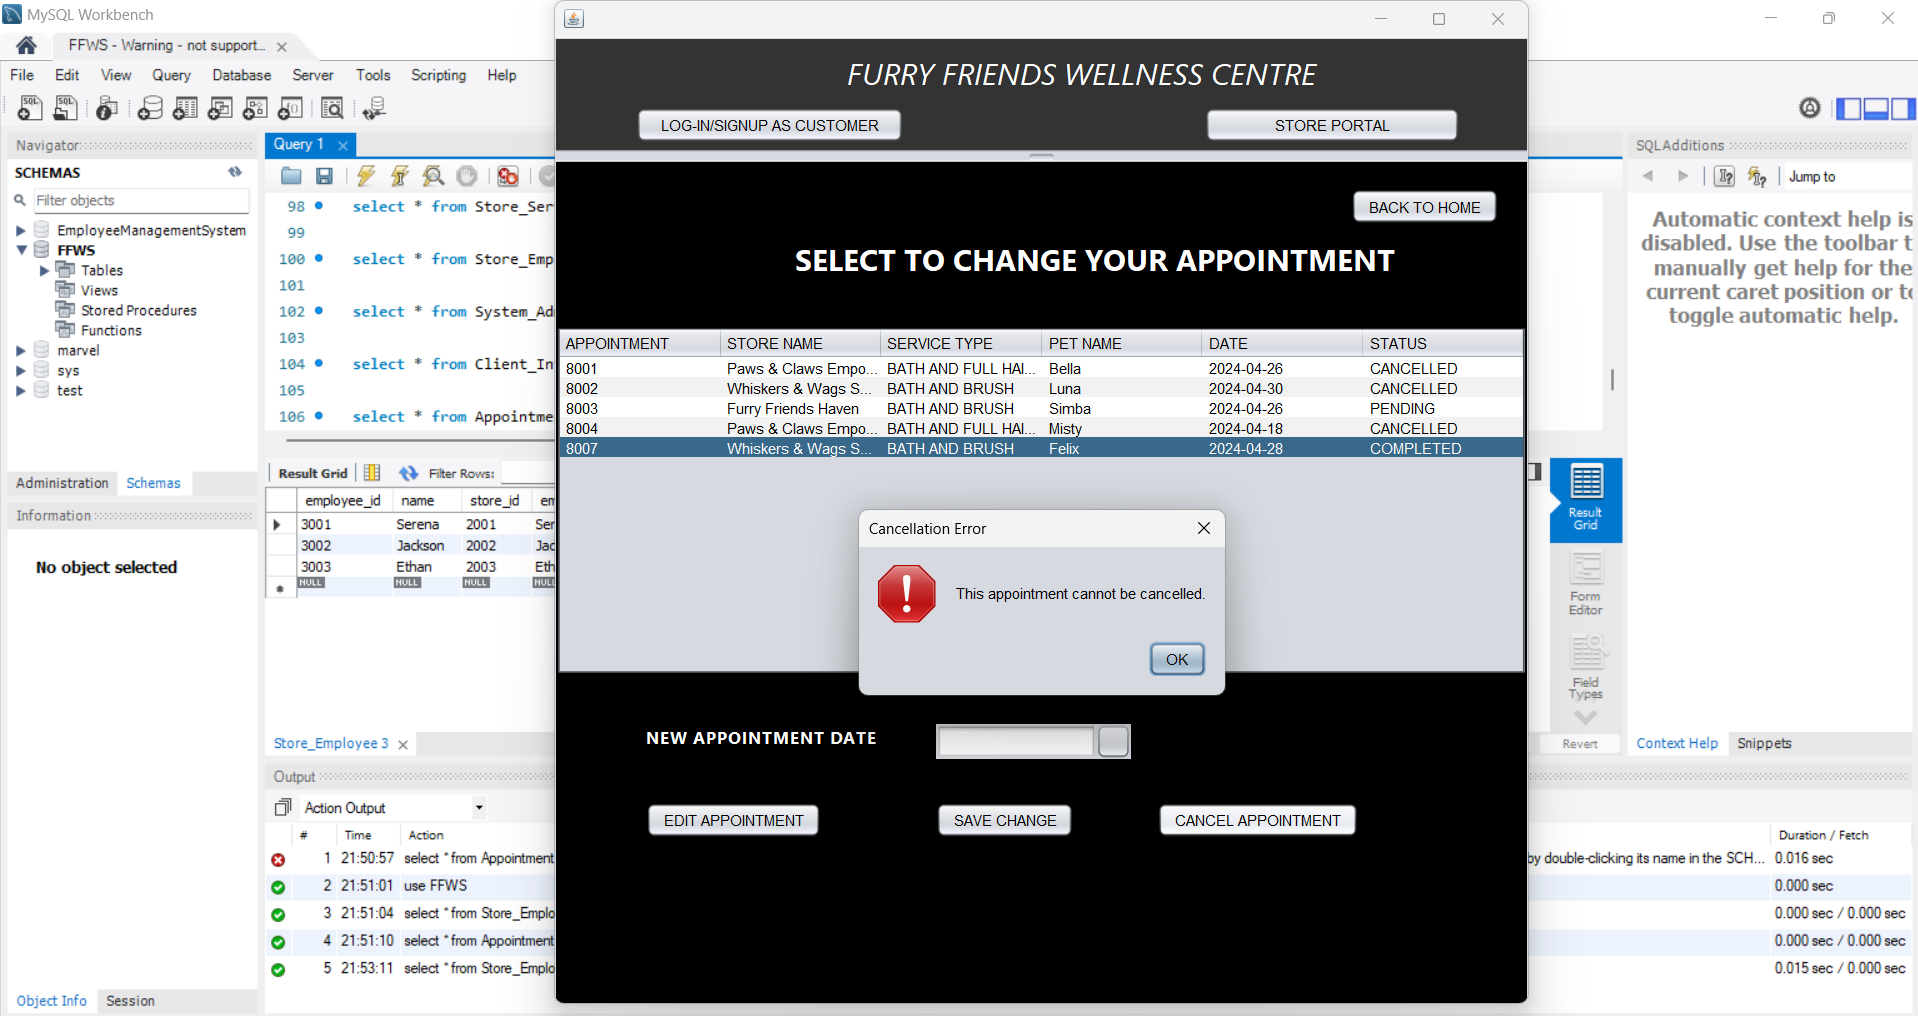 MySQL Workbench
FFWS - Warning - not support...
File Edit View Query Database Server Tools Scripting Help
Navigator
SCHEMAS
Filter objects
EmployeeManagementSystem
FFWS
Tables
Views
Stored Procedures
Functions
marvel
sys
test
Administration Schemas
Information
No object selected
Object Info Session
Query 1
98 select * from Store_Ser
99
100 select * from Store_Emp
101
102 select * from System_Ad
103
104 select * from Client_In
105
106 select * from Appointme
Result Grid Filter Rows:
employee_id name store_id em
3001 Serena 2001 Ser
3002 Jackson 2002 Jac
3003 Ethan 2003 Eth
NULL NULL NULL NULL
Store_Employee 3
Output
Action Output
# Time Action
1 21:50:57 select * from Appointment
2 21:51:01 use FFWS
3 21:51:04 select * from Store_Emplo
4 21:51:10 select * from Appointment
5 21:53:11 select * from Store_Emplo
FURRY FRIENDS WELLNESS CENTRE
LOG-IN/SIGNUP AS CUSTOMER STORE PORTAL
BACK TO HOME
SELECT TO CHANGE YOUR APPOINTMENT
APPOINTMENT STORE NAME SERVICE TYPE PET NAME DATE STATUS
8001 Paws & Claws Empo... BATH AND FULL HAI... Bella 2024-04-26 CANCELLED
8002 Whiskers & Wags S... BATH AND BRUSH Luna 2024-04-30 CANCELLED
8003 Furry Friends Haven BATH AND BRUSH Simba 2024-04-26 PENDING
8004 Paws & Claws Empo... BATH AND FULL HAI... Misty 2024-04-18 CANCELLED
8007 Whiskers & Wags S... BATH AND BRUSH Felix 2024-04-28 COMPLETED
Cancellation Error
This appointment cannot be cancelled.
OK
NEW APPOINTMENT DATE
EDIT APPOINTMENT SAVE CHANGE CANCEL APPOINTMENT
SQLAdditions
Jump to
Automatic context help is
disabled. Use the toolbar t
manually get help for the
current caret position or to
toggle automatic help.
Result
Grid
Form
Editor
Field
Types
Revert
Context Help Snippets
Duration / Fetch
by double-clicking its name in the SCH... 0.016 sec
0.000 sec
0.000 sec / 0.000 sec
0.000 sec / 0.000 sec
0.015 sec / 0.000 sec